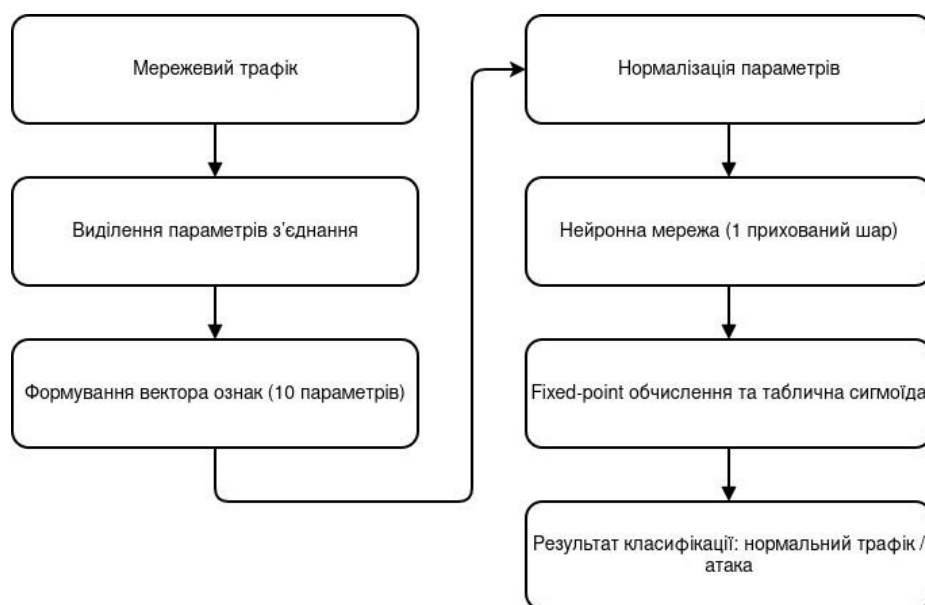 Мережевий трафік
Виділення параметрів з'єднання
Формування вектора ознак (10 параметрів)
Нормалізація параметрів
Нейронна мережа (1 прихований шар)
Fixed-point обчислення та таблична сигмоїда
Результат класифікації: нормальний трафік /
атака